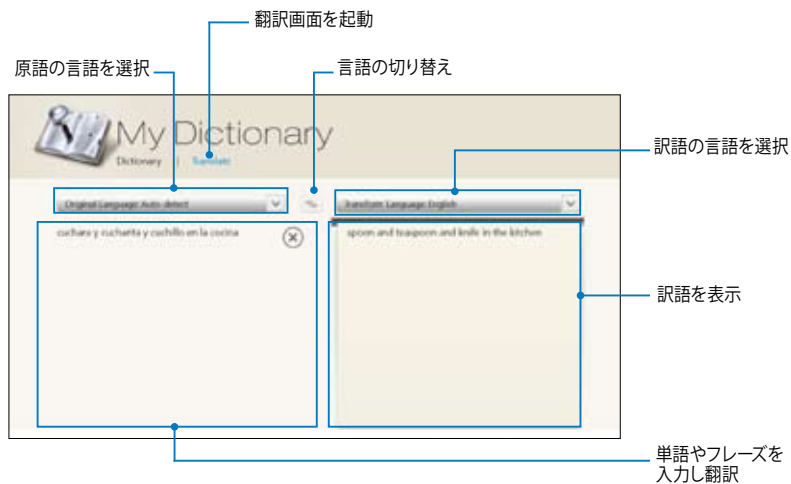 翻訳画面を起動
原語の言語を選択
言語の切り替え
My Dictionary
Dictionary | Translate
訳語の言語を選択
Original Language: Auto-detect
Transform Language: English
cuchara y cucharita y cuchillo en la cocina
spoon and teaspoon and knife in the kitchen
訳語を表示
単語やフレーズを
入力し翻訳